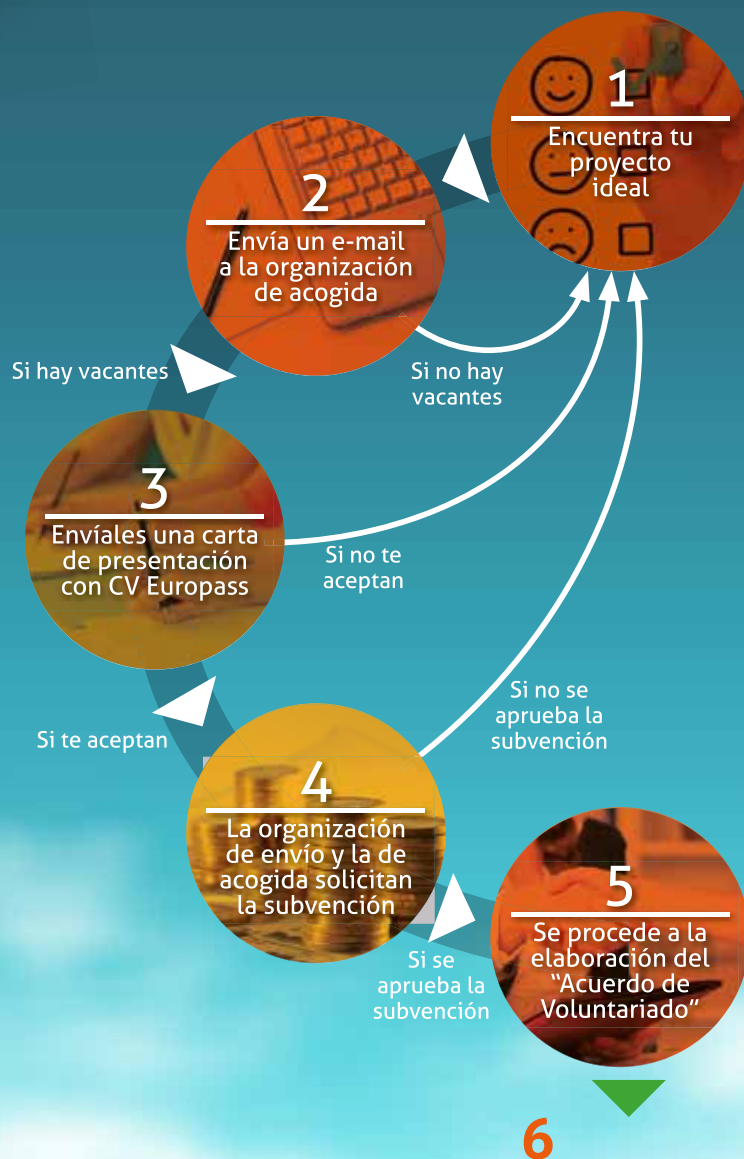 1
Encuentra tu
proyecto
ideal
2
Envía un e-mail
a la organización
de acogida
Si hay vacantes
Si no hay
vacantes
3
Envíales una carta
de presentación
con CV Europass
Si no te
aceptan
Si te aceptan
Si no se
aprueba la
subvención
4
La organización
de envío y la de
acogida solicitan
la subvención
Si se
aprueba la
subvención
5
Se procede a la
elaboración del
“Acuerdo de
Voluntariado”
6